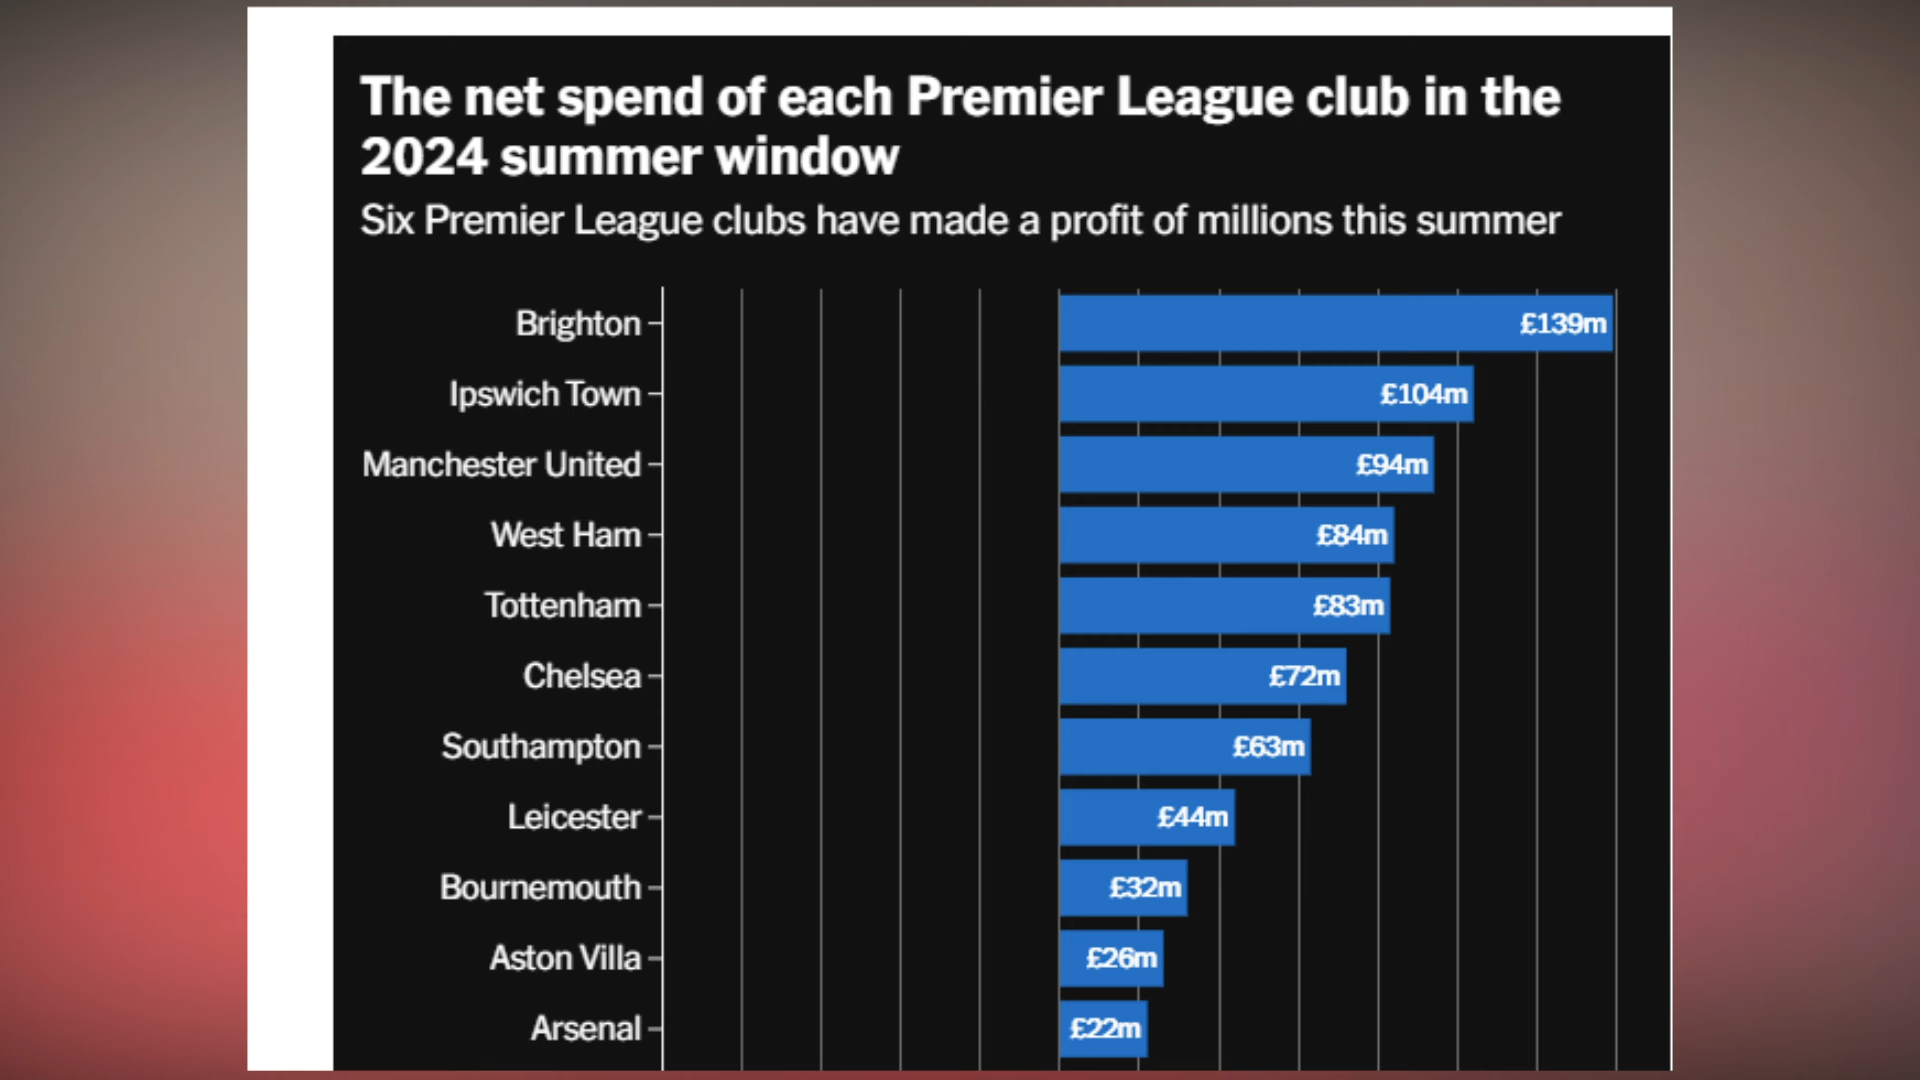 The net spend of each Premier League club in the
2024 summer window
Six Premier League clubs have made a profit of millions this summer
Brighton £139m
Ipswich Town £104m
Manchester United £94m
West Ham £84m
Tottenham £83m
Chelsea £72m
Southampton £63m
Leicester £44m
Bournemouth £32m
Aston Villa £26m
Arsenal £22m